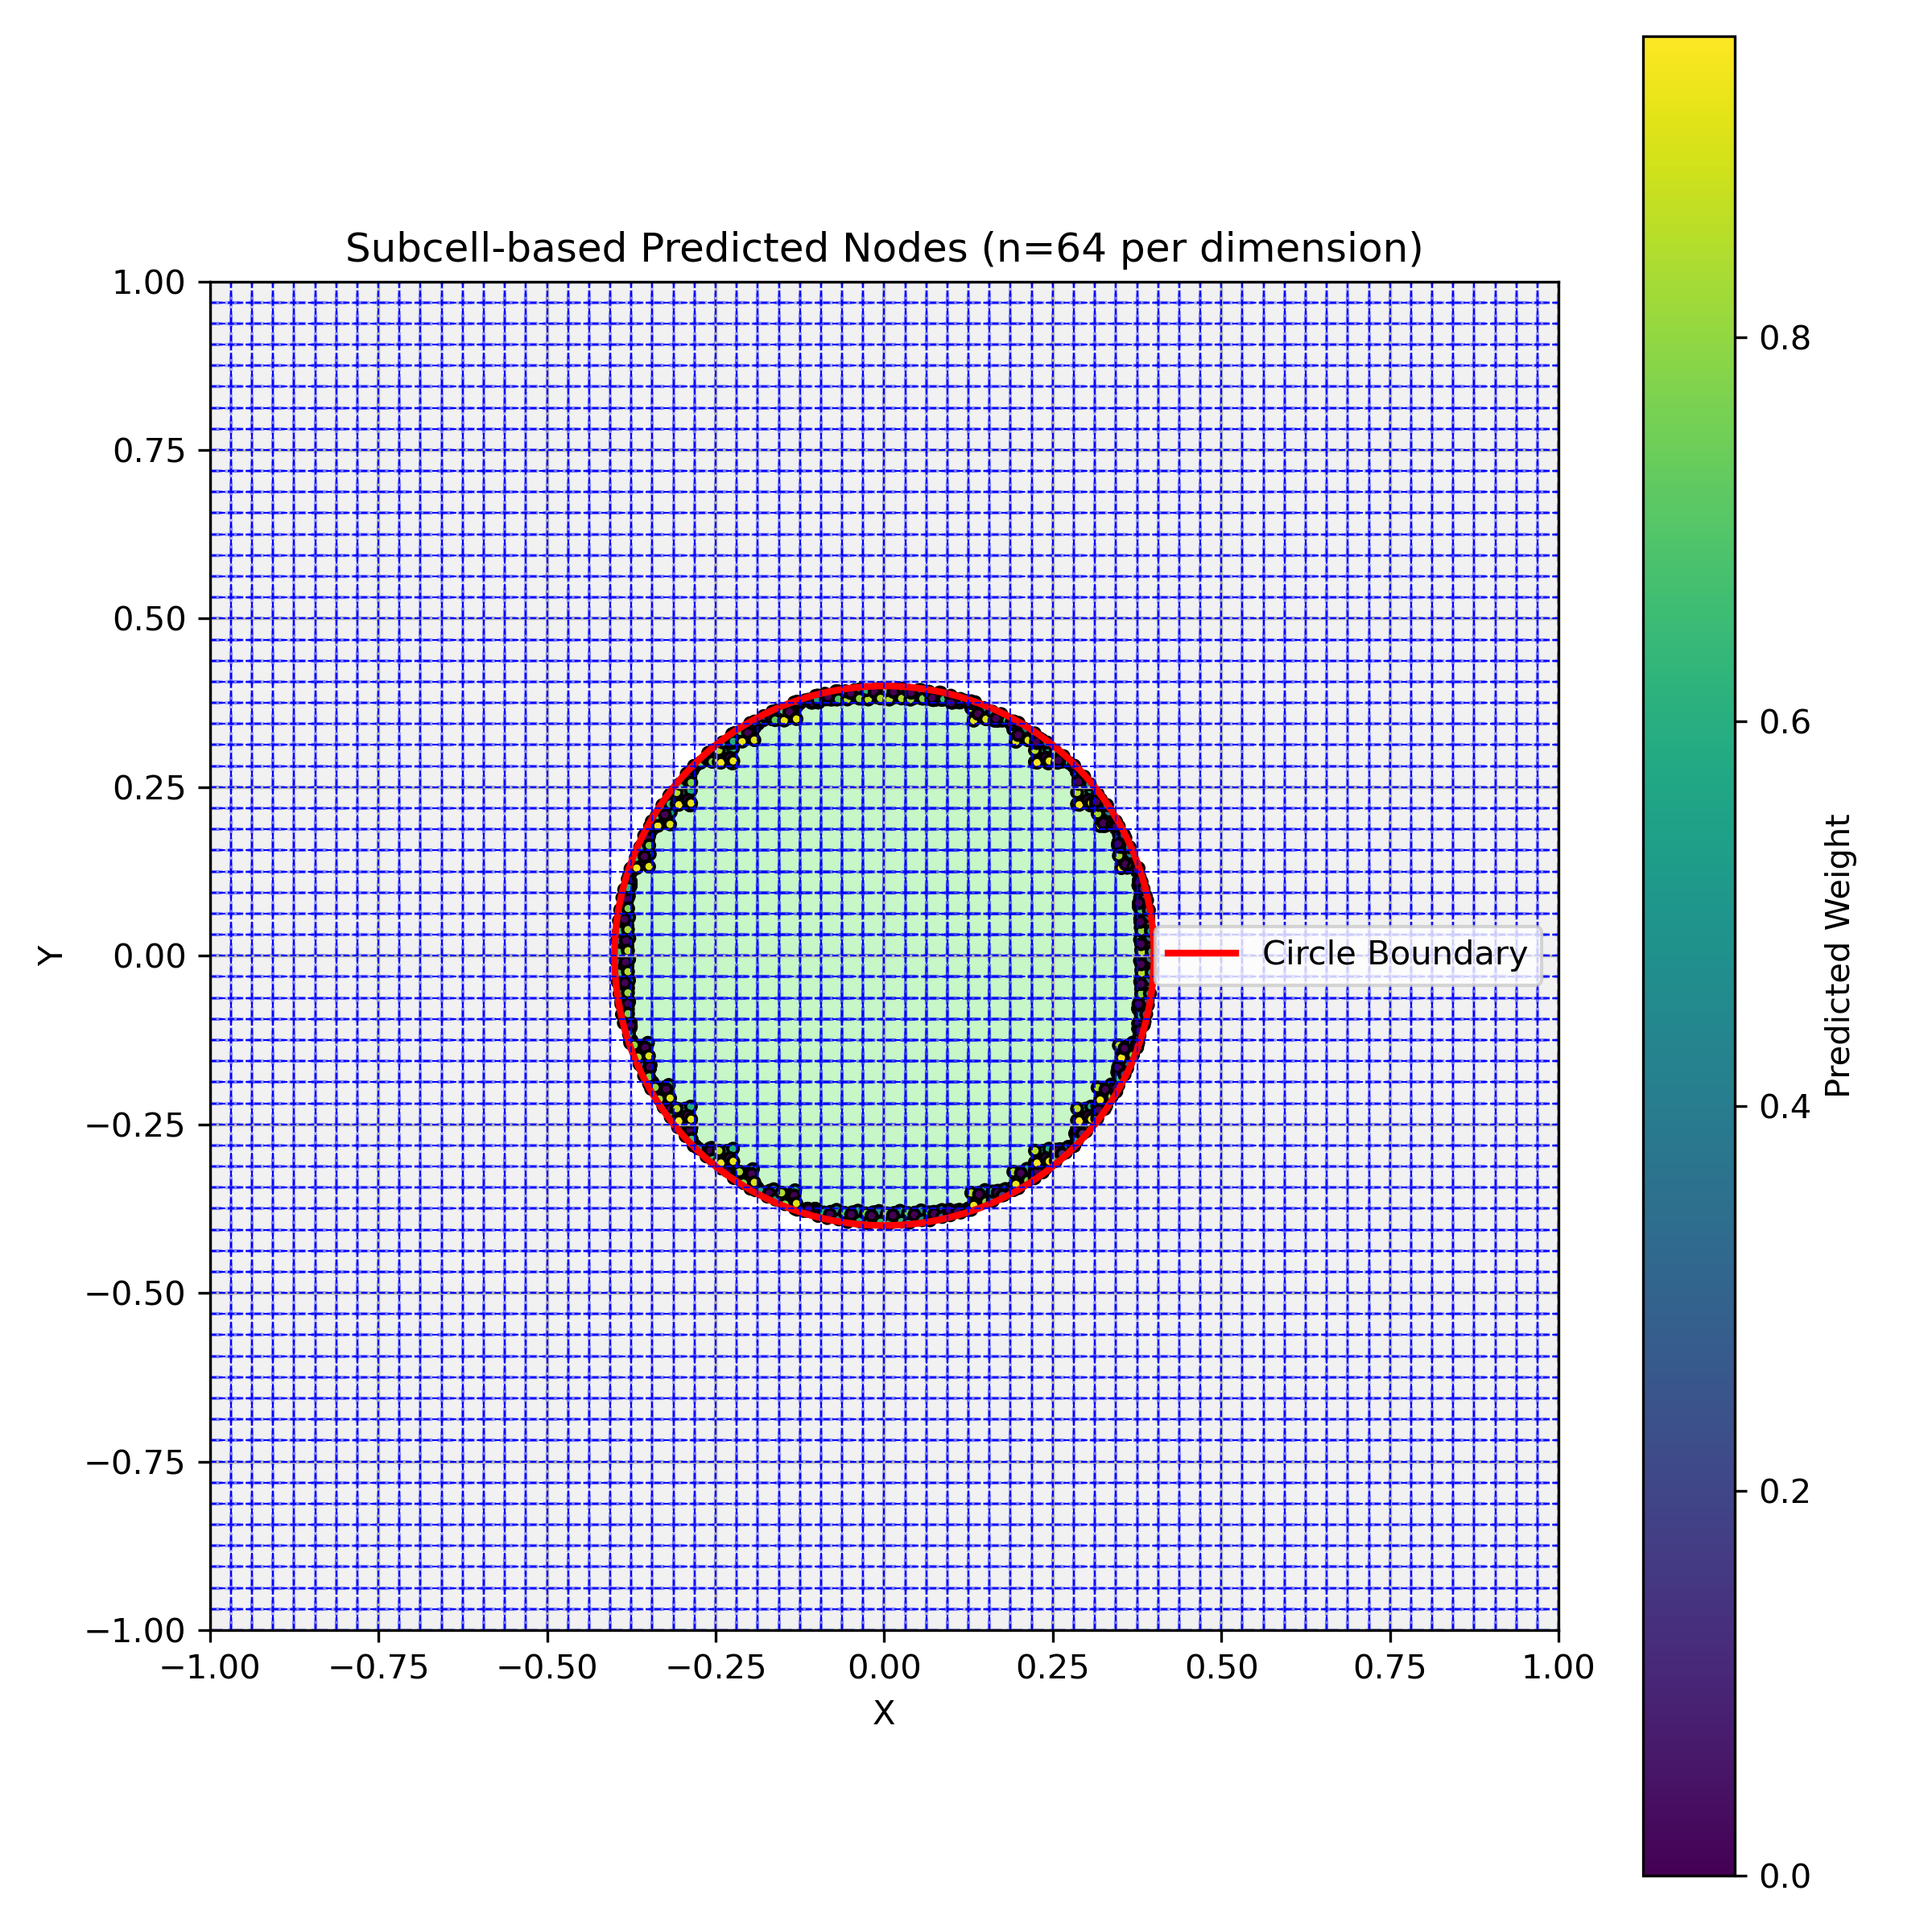 Subcell-based Predicted Nodes (n=64 per dimension)
1.00
0.75
0.50
0.25
0.00
−0.25
−0.50
−0.75
−1.00
Y
−1.00 −0.75 −0.50 −0.25 0.00 0.25 0.50 0.75 1.00
X
Circle Boundary
0.8
0.6
0.4
0.2
0.0
Predicted Weight